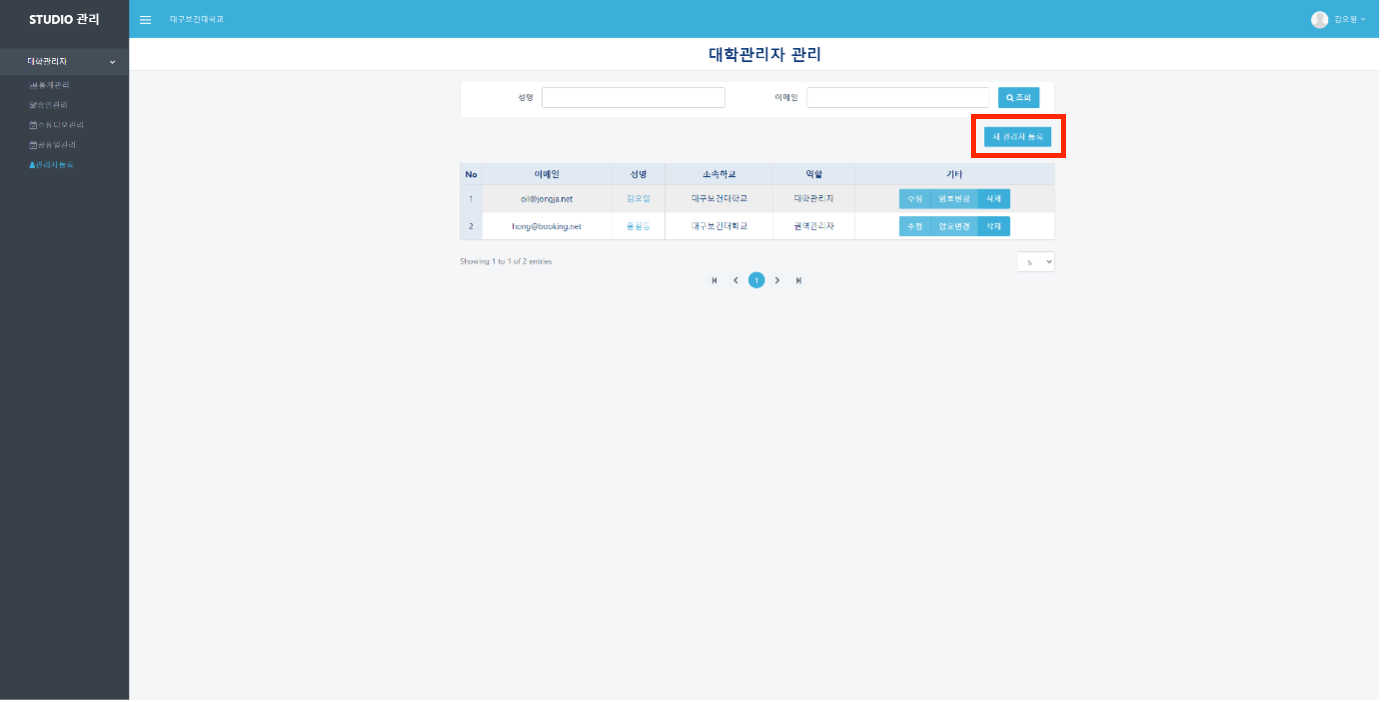 STUDIO 관리
대구보건대학교
김오일
대학관리자
통계관리
승인관리
스튜디오관리
공휴일관리
관리자등록
대학관리자 관리
성명
이메일
조회
새 관리자 등록
No 이메일 성명 소속학교 역할 기타
1 oil@jongja.net 김오일 대구보건대학교 대학관리자 수정 암호변경 삭제
2 hong@booking.net 홍길동 대구보건대학교 권역관리자 수정 암호변경 삭제
Showing 1 to 1 of 2 entries
5
1